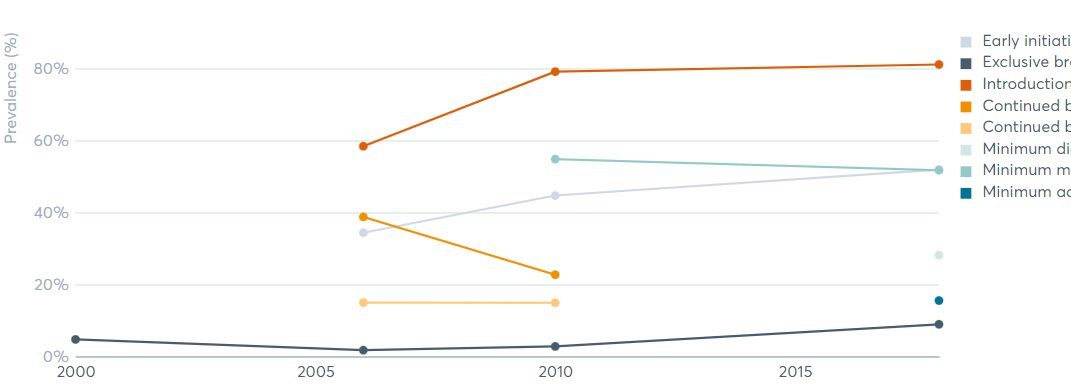 Prevalence (%)
80%
60%
40%
20%
0%
2000
2005
2010
2015
Early initiati
Exclusive br
Introduction
Continued b
Continued b
Minimum di
Minimum m
Minimum ac